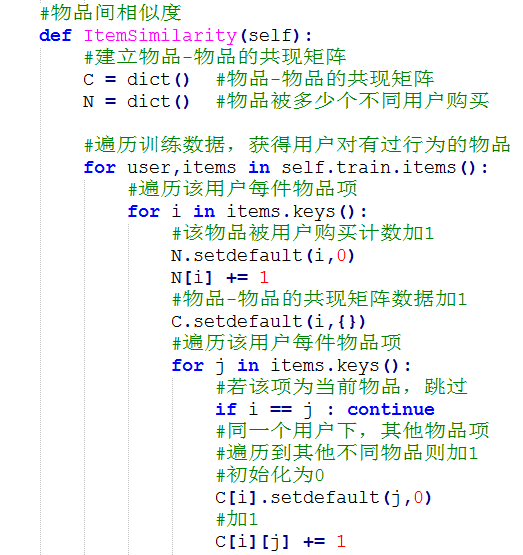 #物品间相似度
def ItemSimilarity(self):
#建立物品-物品的共现矩阵
C = dict()  #物品-物品的共现矩阵
N = dict()  #物品被多少个不同用户购买
#遍历训练数据，获得用户对有过行为的物品
for user,items in self.train.items():
#遍历该用户每件物品项
for i in items.keys():
#该物品被用户购买计数加1
N.setdefault(i,0)
N[i] += 1
#物品-物品的共现矩阵数据加1
C.setdefault(i,{})
#遍历该用户每件物品项
for j in items.keys():
#若该项为当前物品，跳过
if i == j : continue
#同一个用户下，其他物品项
#遍历到其他不同物品则加1
#初始化为0
C[i].setdefault(j,0)
#加1
C[i][j] += 1